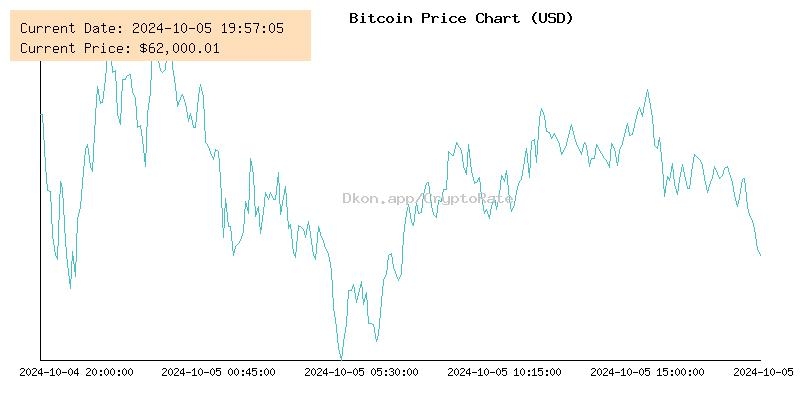 Bitcoin Price Chart (USD)
Current Date: 2024-10-05 19:57:05
Current Price: $62,000.01
Dkon.app/CryptoRate
2024-10-04 20:00:00 2024-10-05 00:45:00 2024-10-05 05:30:00 2024-10-05 10:15:00 2024-10-05 15:00:00 2024-10-05